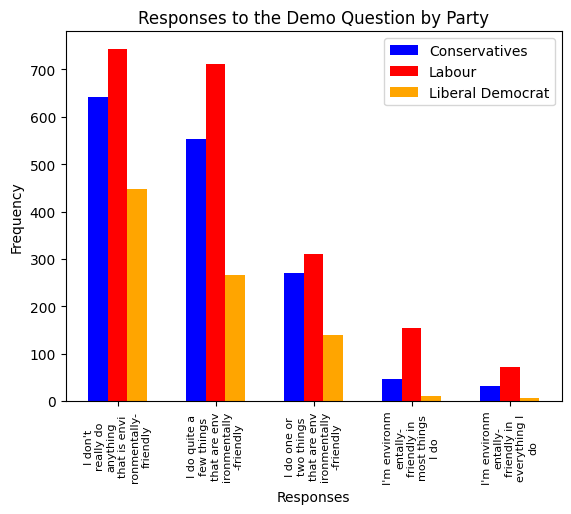 Responses to the Demo Question by Party
Conservatives
Labour
Liberal Democrat
Frequency
700
600
500
400
300
200
100
0
I don't
really do
anything
that is envi
ronmentally-
friendly
I do quite a
few things
that are env
ironmentally
-friendly
I do one or
two things
that are env
ironmentally
-friendly
I'm environm
entally-
friendly in
most things
I do
I'm environm
entally-
friendly in
everything I
do
Responses